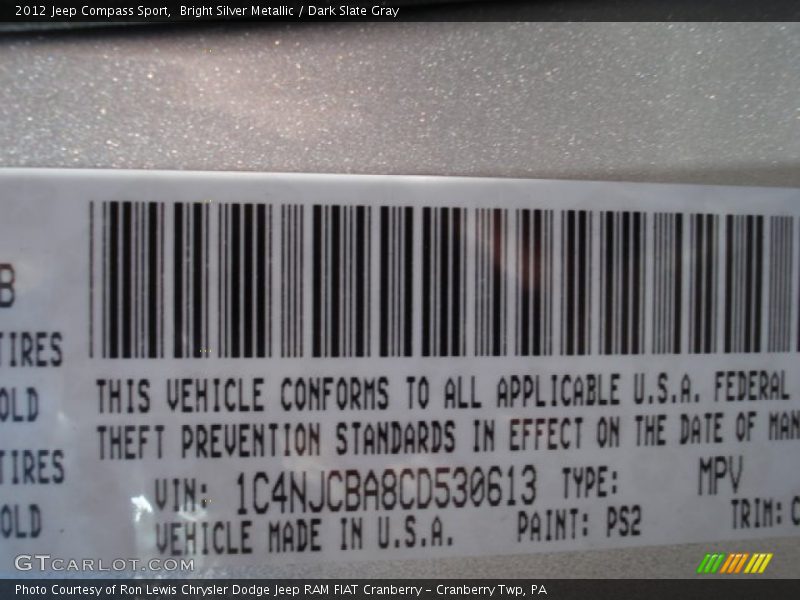 2012 Jeep Compass Sport,  Bright Silver Metallic / Dark Slate Gray
B
TIRES
OLD
TIRES
OLD
THIS VEHICLE CONFORMS TO ALL APPLICABLE U.S.A. FEDERAL
THEFT PREVENTION STANDARDS IN EFFECT ON THE DATE OF MAN
VIN: 1C4NJCBA8CD530613 TYPE: MPV
VEHICLE MADE IN U.S.A. PAINT: PS2 TRIM: C
GTCARLOT.COM
Photo Courtesy of Ron Lewis Chrysler Dodge Jeep RAM FIAT Cranberry – Cranberry Twp, PA